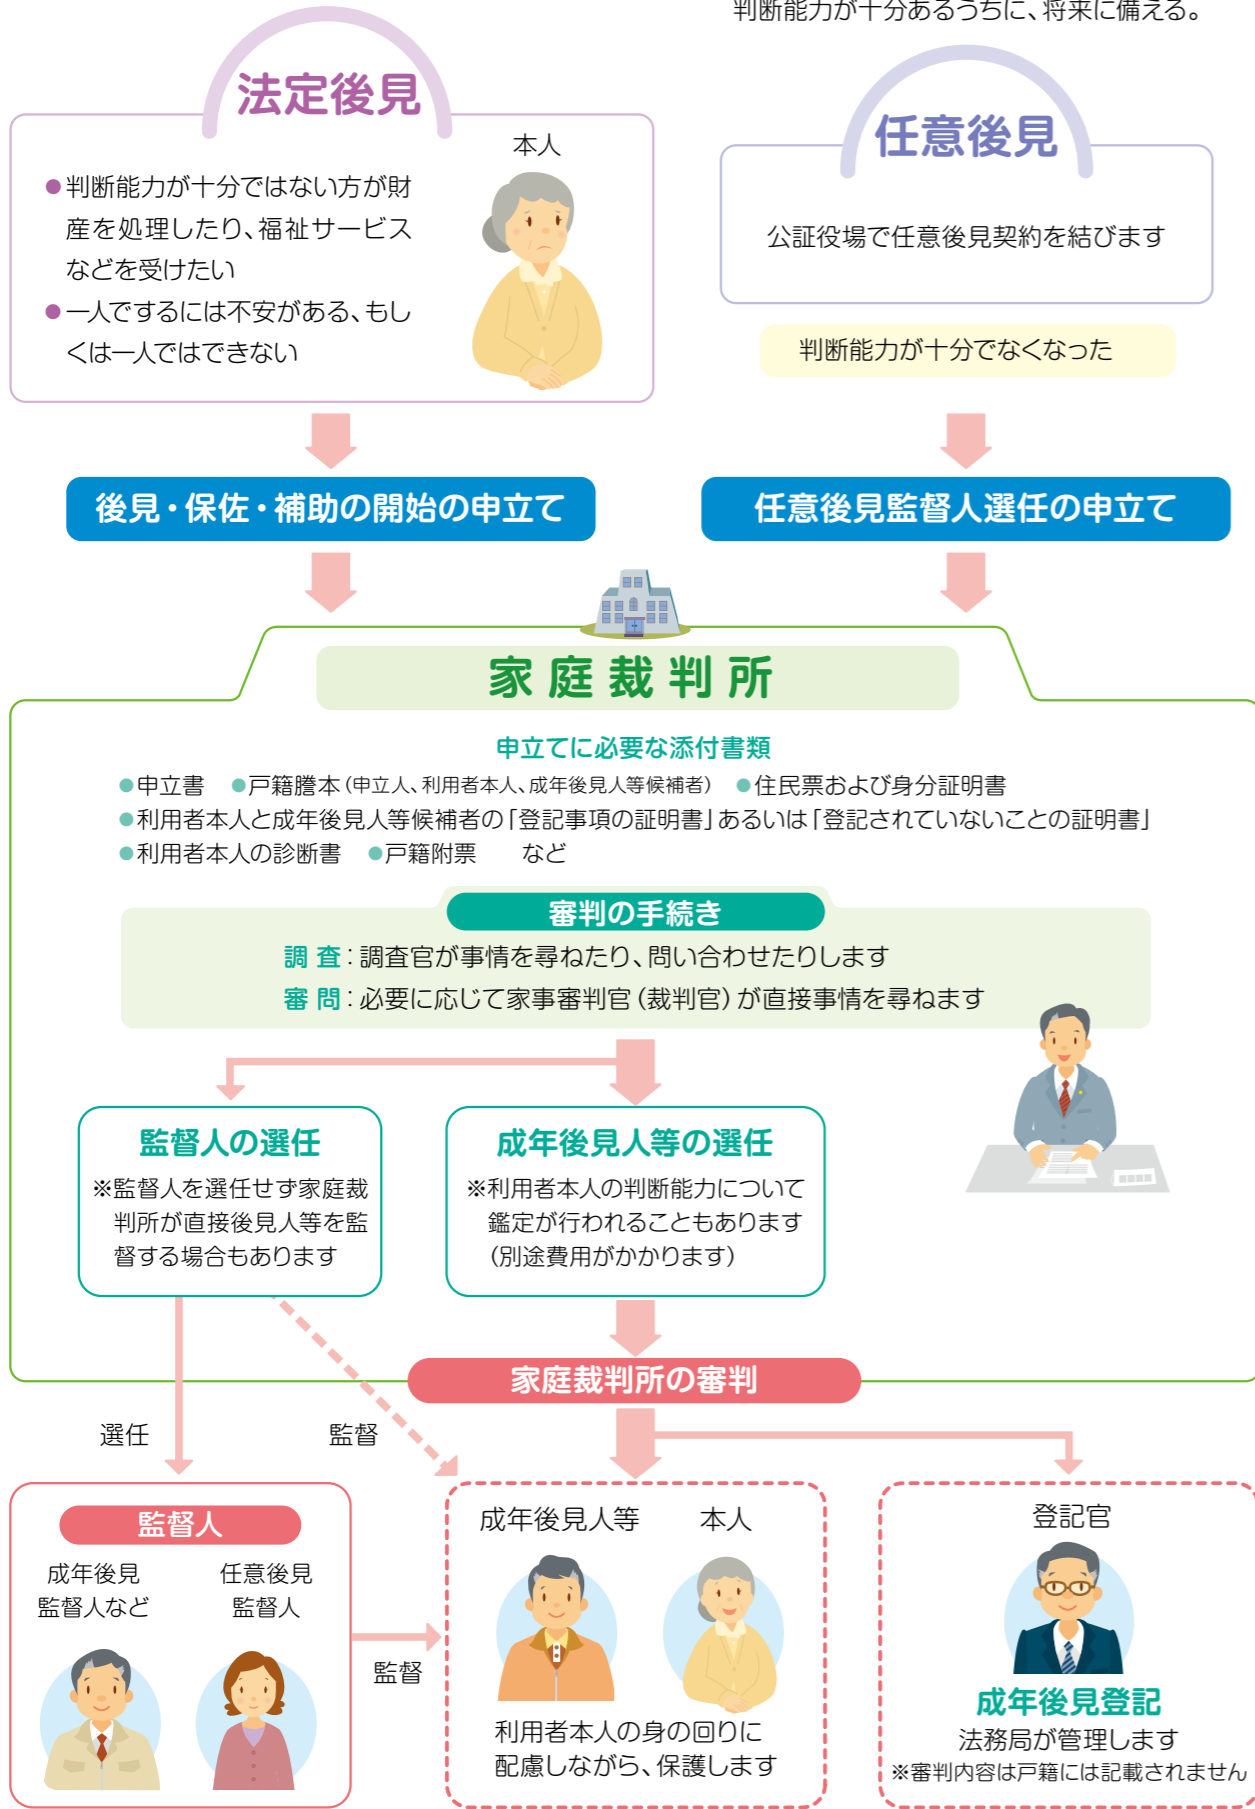 判断能力が十分あるうちに、将来に備える。
法定後見
本人
●判断能力が十分ではない方が財
産を処理したり、福祉サービス
などを受けたい
●一人でするには不安がある、もし
くは一人ではできない
任意後見
公証役場で任意後見契約を結びます
判断能力が十分でなくなった
後見・保佐・補助の開始の申立て
任意後見監督人選任の申立て
家庭裁判所
申立てに必要な添付書類
●申立書 ●戸籍謄本(申立人、利用者本人、成年後見人等候補者) ●住民票および身分証明書
●利用者本人と成年後見人等候補者の「登記事項の証明書」あるいは「登記されていないことの証明書」
●利用者本人の診断書 ●戸籍附票 など
審判の手続き
調査:調査官が事情を尋ねたり、問い合わせたりします
審問:必要に応じて家事審判官(裁判官)が直接事情を尋ねます
監督人の選任
※監督人を選任せず家庭裁
判所が直接後見人等を監
督する場合もあります
成年後見人等の選任
※利用者本人の判断能力について
鑑定が行われることもあります
(別途費用がかかります)
家庭裁判所の審判
選任
監督
監督人
成年後見
監督人など
任意後見
監督人
監督
成年後見人等
本人
利用者本人の身の回りに
配慮しながら、保護します
登記官
成年後見登記
法務局が管理します
※審判内容は戸籍には記載されません